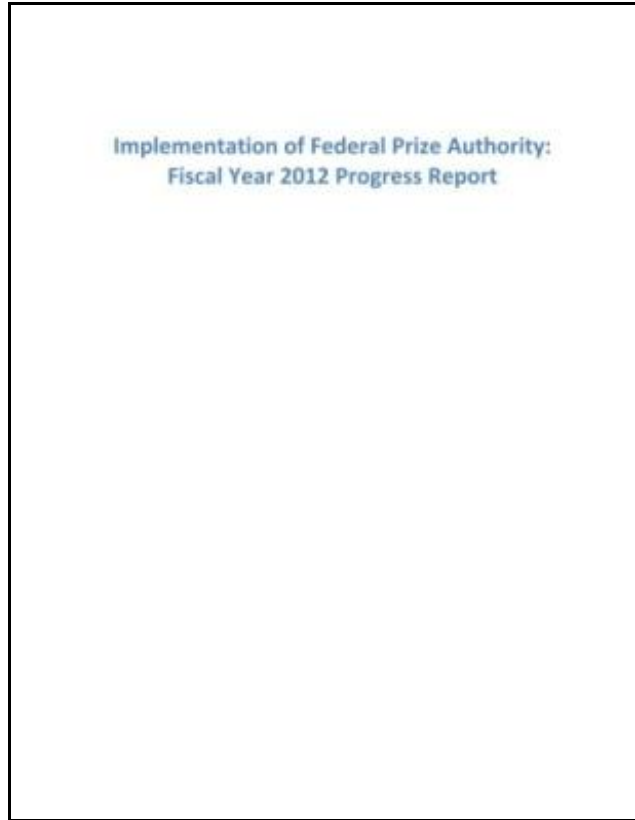 Implementation of Federal Prize Authority:
Fiscal Year 2012 Progress Report